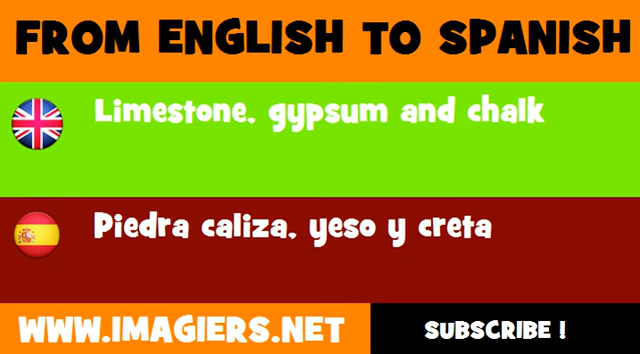 FROM ENGLISH TO SPANISH
Limestone, gypsum and chalk
Piedra caliza, yeso y creta
WWW.IMAGIERS.NET
SUBSCRIBE !